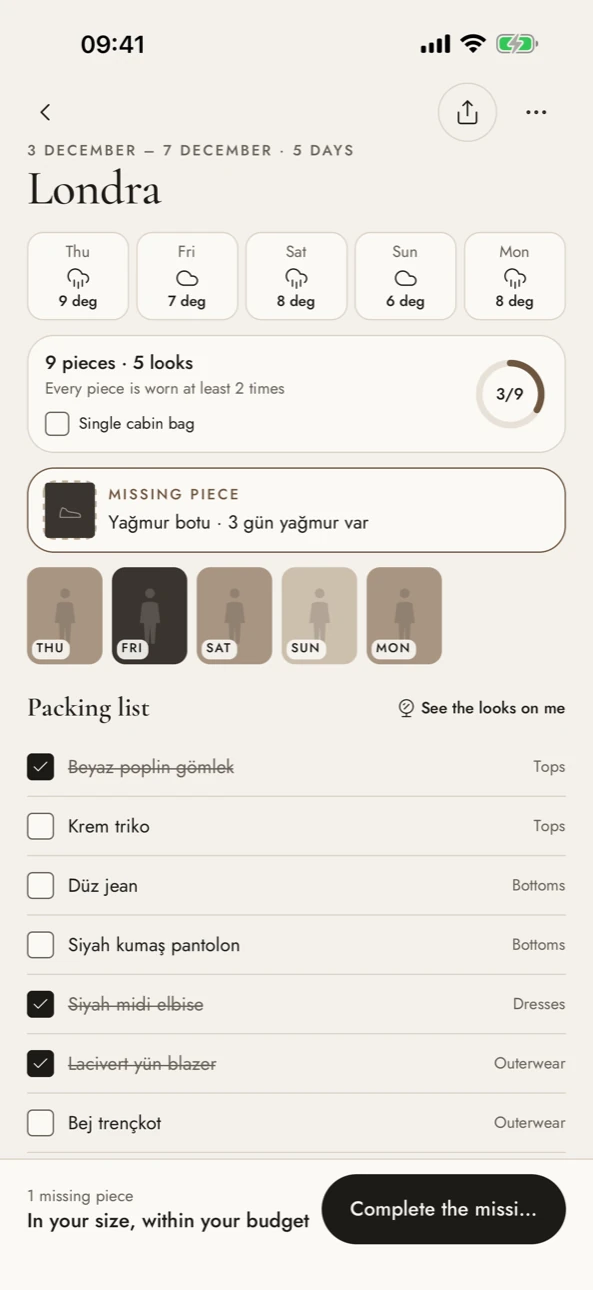 09:41
3 DECEMBER – 7 DECEMBER · 5 DAYS
Londra
Thu Fri Sat Sun Mon
9 deg 7 deg 8 deg 6 deg 8 deg
9 pieces · 5 looks
Every piece is worn at least 2 times
Single cabin bag
3/9
MISSING PIECE
Yağmur botu · 3 gün yağmur var
THU FRI SAT SUN MON
Packing list See the looks on me
Beyaz poplin gömlek Tops
Krem triko Tops
Düz jean Bottoms
Siyah kumaş pantolon Bottoms
Siyah midi elbise Dresses
Lacivert yün blazer Outerwear
Bej trençkot Outerwear
1 missing piece
In your size, within your budget
Complete the missi...